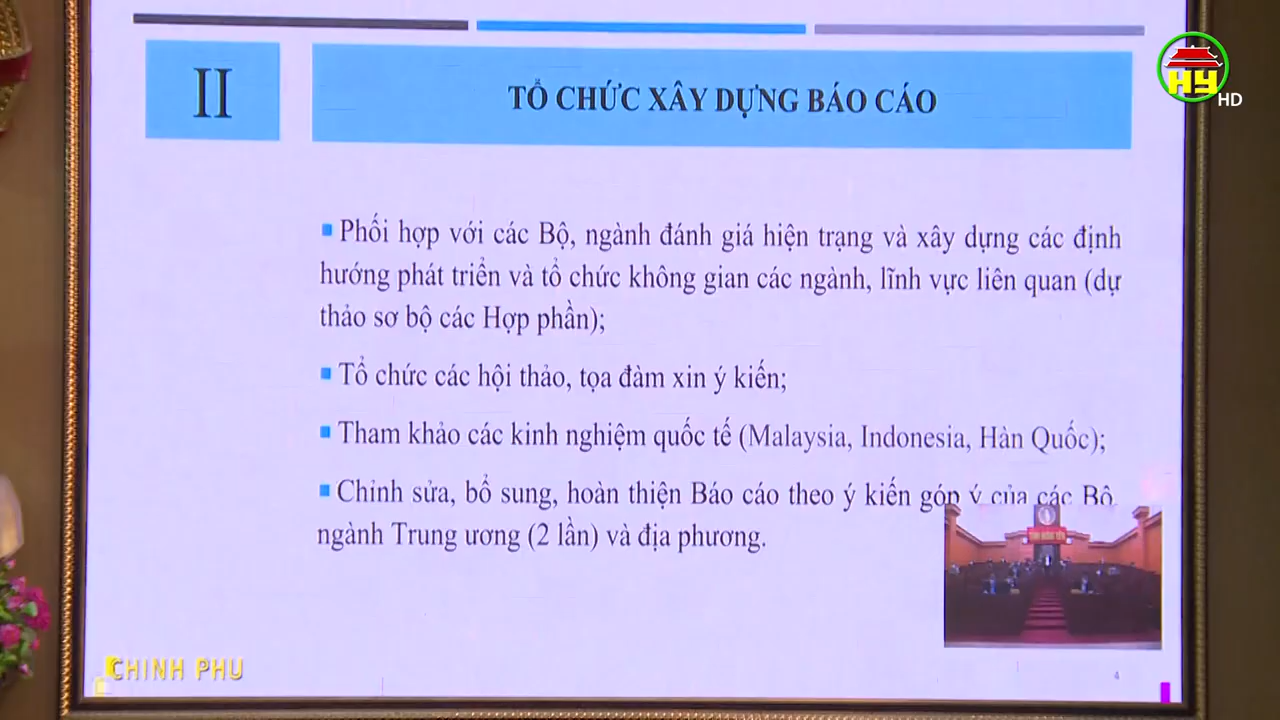 HY
HD
II
TỔ CHỨC XÂY DỰNG BÁO CÁO
Phối hợp với các Bộ, ngành đánh giá hiện trạng và xây dựng các định
hướng phát triển và tổ chức không gian các ngành, lĩnh vực liên quan (dự
thảo sơ bộ các Hợp phần);
Tổ chức các hội thảo, tọa đàm xin ý kiến;
Tham khảo các kinh nghiệm quốc tế (Malaysia, Indonesia, Hàn Quốc);
Chỉnh sửa, bổ sung, hoàn thiện Báo cáo theo ý kiến góp ý của các Bộ,
ngành Trung ương (2 lần) và địa phương.
CHINH PHU
4